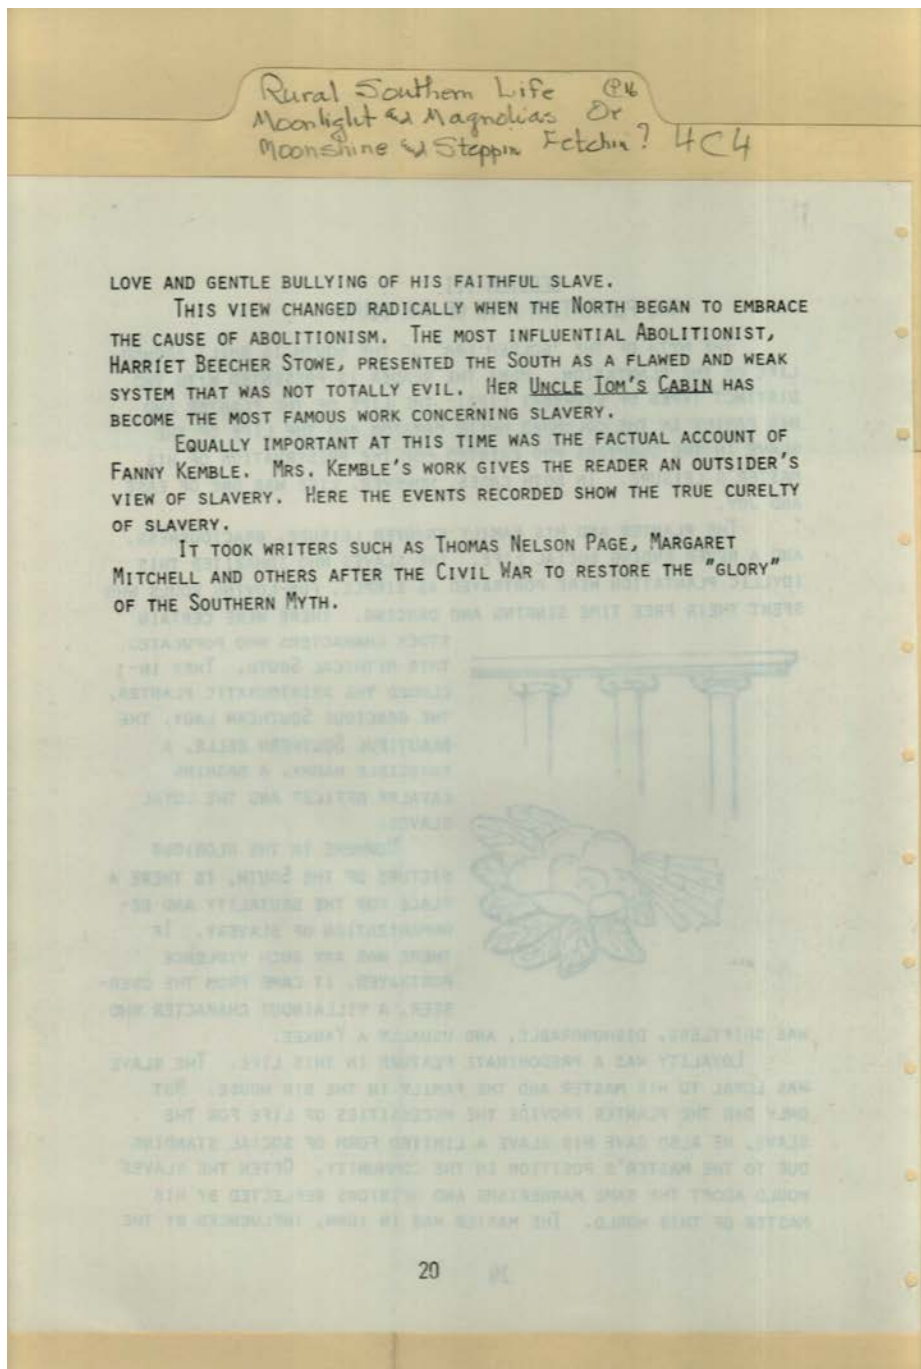 Rural Southern Life
Moonlight & Magnolias Or
Moonshine & Steppin Fetchin? 4C4
LOVE AND GENTLE BULLYING OF HIS FAITHFUL SLAVE.
THIS VIEW CHANGED RADICALLY WHEN THE NORTH BEGAN TO EMBRACE
THE CAUSE OF ABOLITIONISM. THE MOST INFLUENTIAL ABOLITIONIST,
HARRIET BEECHER STOWE, PRESENTED THE SOUTH AS A FLAWED AND WEAK
SYSTEM THAT WAS NOT TOTALLY EVIL. HER UNCLE TOM'S CABIN HAS
BECOME THE MOST FAMOUS WORK CONCERNING SLAVERY.
EQUALLY IMPORTANT AT THIS TIME WAS THE FACTUAL ACCOUNT OF
FANNY KEMBLE. MRS. KEMBLE'S WORK GIVES THE READER AN OUTSIDER'S
VIEW OF SLAVERY. HERE THE EVENTS RECORDED SHOW THE TRUE CURELTY
OF SLAVERY.
IT TOOK WRITERS SUCH AS THOMAS NELSON PAGE, MARGARET
MITCHELL AND OTHERS AFTER THE CIVIL WAR TO RESTORE THE "GLORY"
OF THE SOUTHERN MYTH.
20